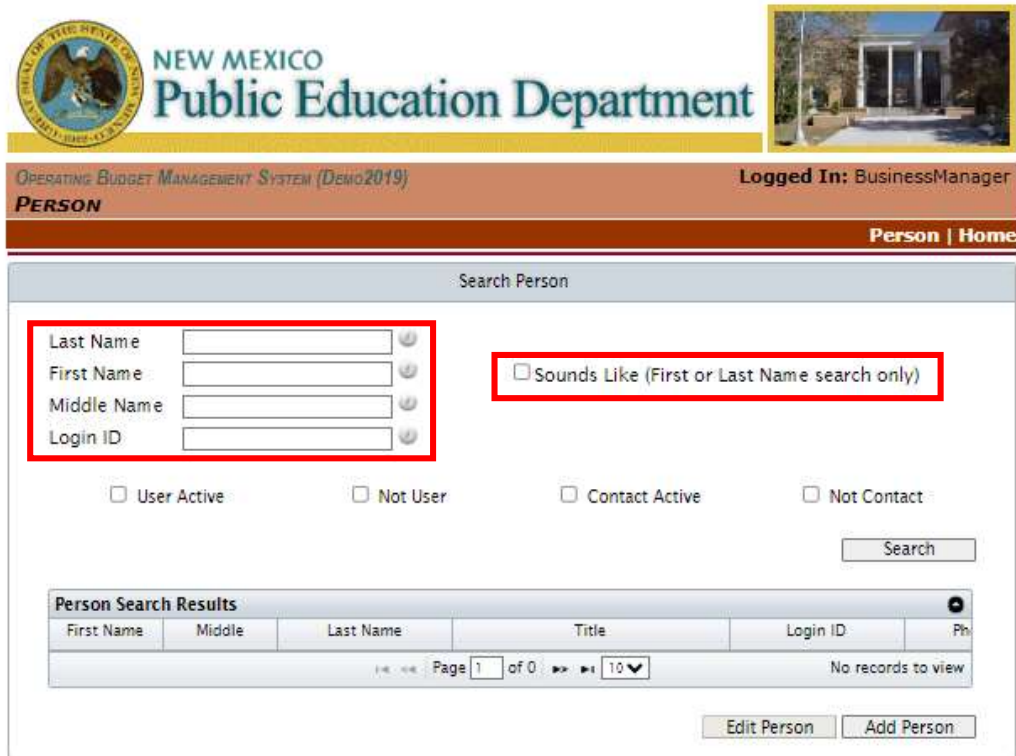 NEW MEXICO
Public Education Department
OPERATING BUDGET MANAGEMENT SYSTEM (DEMO2019)
Logged In: BusinessManager
PERSON
Person | Home
Search Person
Last Name
First Name
Middle Name
Login ID
Sounds Like (First or Last Name search only)
User Active Not User Contact Active Not Contact
Search
Person Search Results
First Name Middle Last Name Title Login ID Ph
Page 1 of 0 10 No records to view
Edit Person Add Person